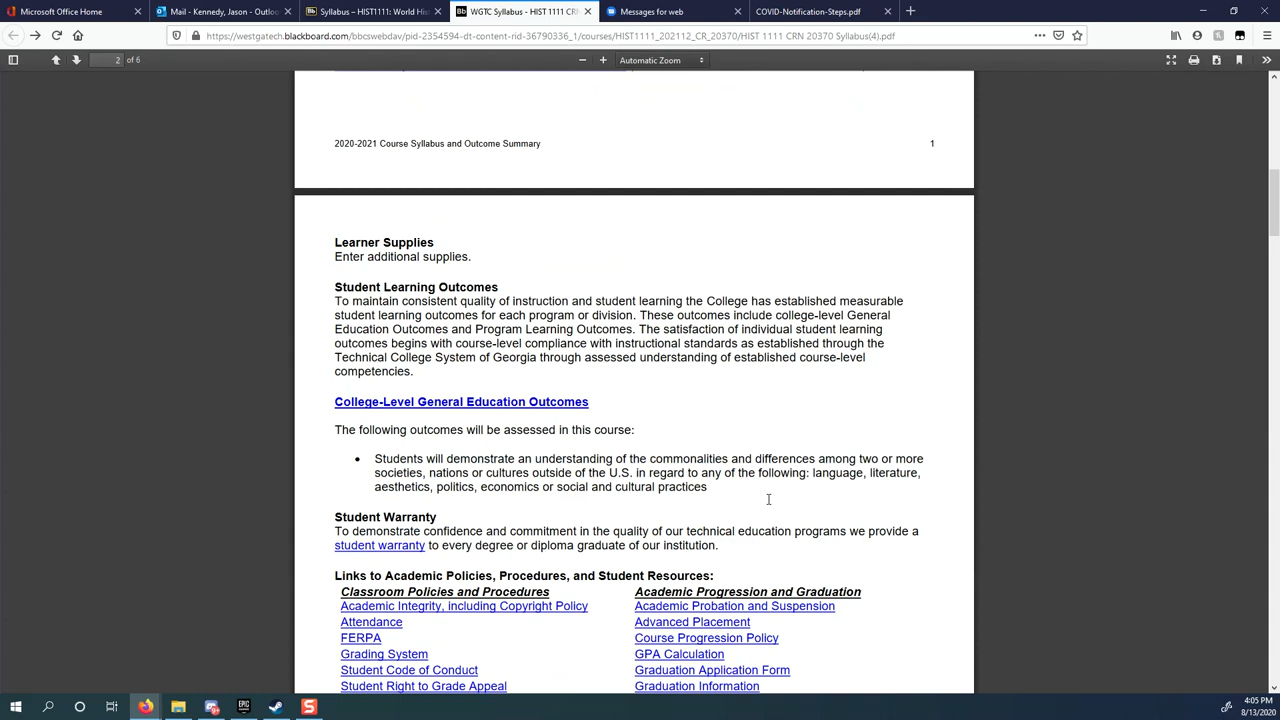 Microsoft Office Home
Mail - Kennedy, Jason - Outloo
Syllabus – HIST1111: World His
WGTC Syllabus - HIST 1111 CRN
Messages for web
COVID-Notification-Steps.pdf
https://westgatech.blackboard.com/bbcswebdav/pid-2354594-dt-content-rid-36790336_1/courses/HIST1111_202112_CR_20370/HIST 1111 CRN 20370 Syllabus(4).pdf
2 of 6
Automatic Zoom
2020-2021 Course Syllabus and Outcome Summary 1
Learner Supplies
Enter additional supplies.
Student Learning Outcomes
To maintain consistent quality of instruction and student learning the College has established measurable
student learning outcomes for each program or division. These outcomes include college-level General
Education Outcomes and Program Learning Outcomes. The satisfaction of individual student learning
outcomes begins with course-level compliance with instructional standards as established through the
Technical College System of Georgia through assessed understanding of established course-level
competencies.
College-Level General Education Outcomes
The following outcomes will be assessed in this course:
• Students will demonstrate an understanding of the commonalities and differences among two or more
societies, nations or cultures outside of the U.S. in regard to any of the following: language, literature,
aesthetics, politics, economics or social and cultural practices
Student Warranty
To demonstrate confidence and commitment in the quality of our technical education programs we provide a
student warranty to every degree or diploma graduate of our institution.
Links to Academic Policies, Procedures, and Student Resources:
Classroom Policies and Procedures
Academic Integrity, including Copyright Policy
Attendance
FERPA
Grading System
Student Code of Conduct
Student Right to Grade Appeal
Academic Progression and Graduation
Academic Probation and Suspension
Advanced Placement
Course Progression Policy
GPA Calculation
Graduation Application Form
Graduation Information
4:05 PM
8/13/2020